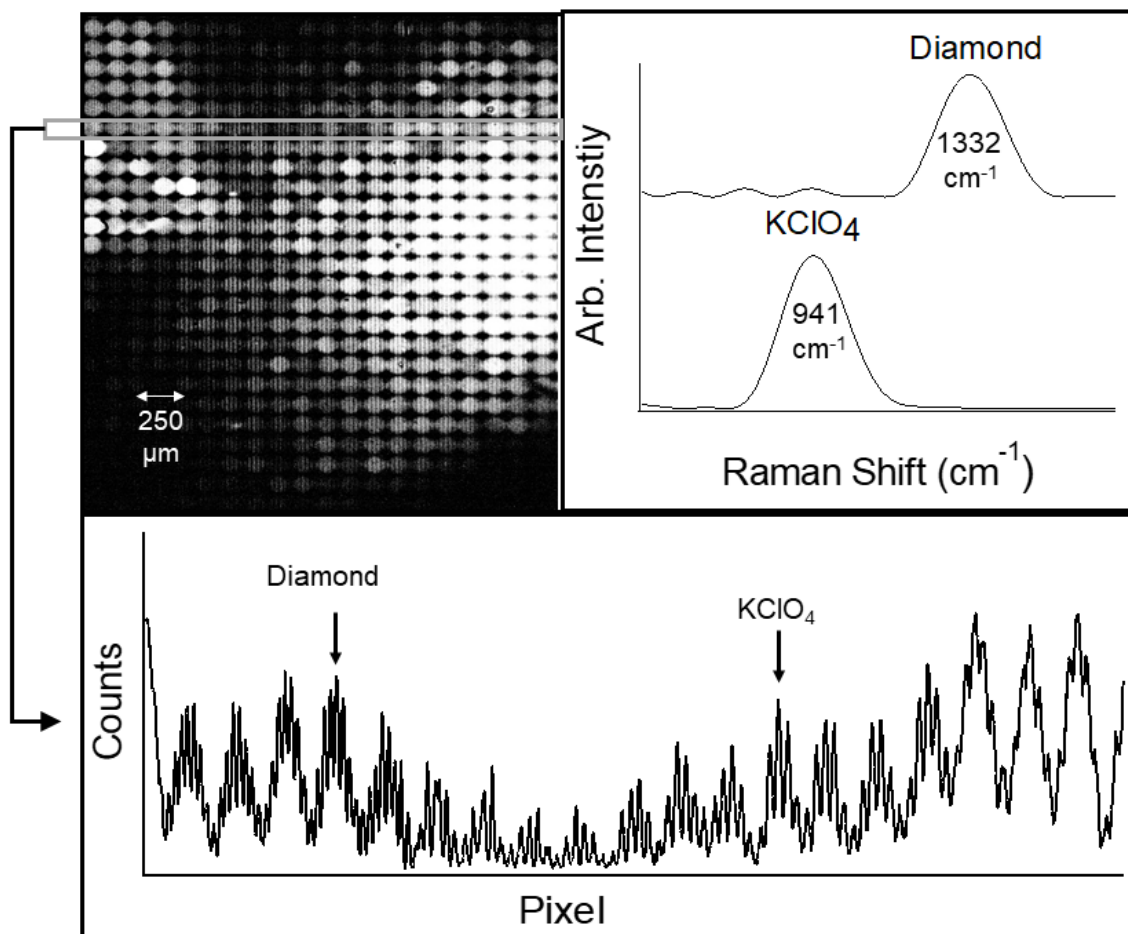 250
µm
Diamond
1332
cm⁻¹
KClO₄
941
cm⁻¹
Arb. Intenstiy
Raman Shift (cm⁻¹)
Diamond
KClO₄
Counts
Pixel